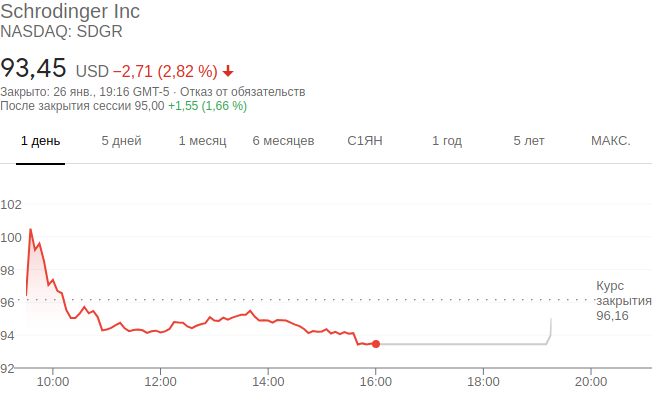 Schrodinger Inc
NASDAQ: SDGR
93,45 USD −2,71 (2,82 %)
Закрыто: 26 янв., 19:16 GMT-5 · Отказ от обязательств
После закрытия сессии 95,00 +1,55 (1,66 %)
1 день 5 дней 1 месяц 6 месяцев С1ЯН 1 год 5 лет МАКС.
102
100
98
Курс
96 закрытия
96,16
94
92
10:00 12:00 14:00 16:00 18:00 20:00